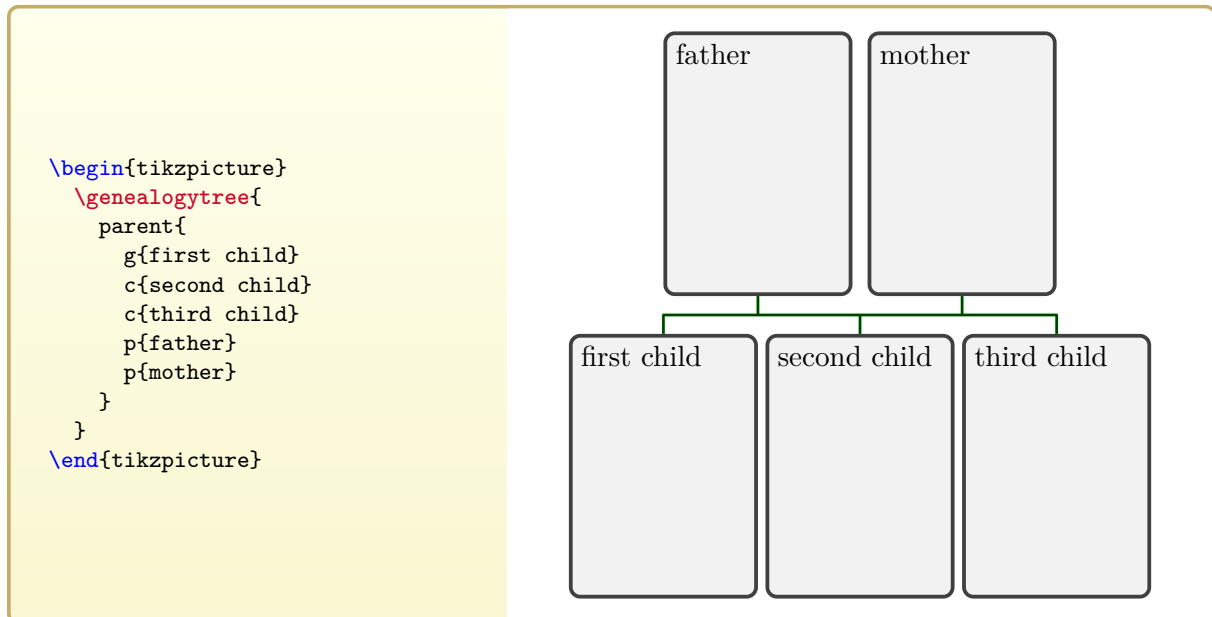 \begin{tikzpicture}
  \genealogytree{
    parent{
      g{first child}
      c{second child}
      c{third child}
      p{father}
      p{mother}
    }
  }
\end{tikzpicture}
father mother
first child second child third child